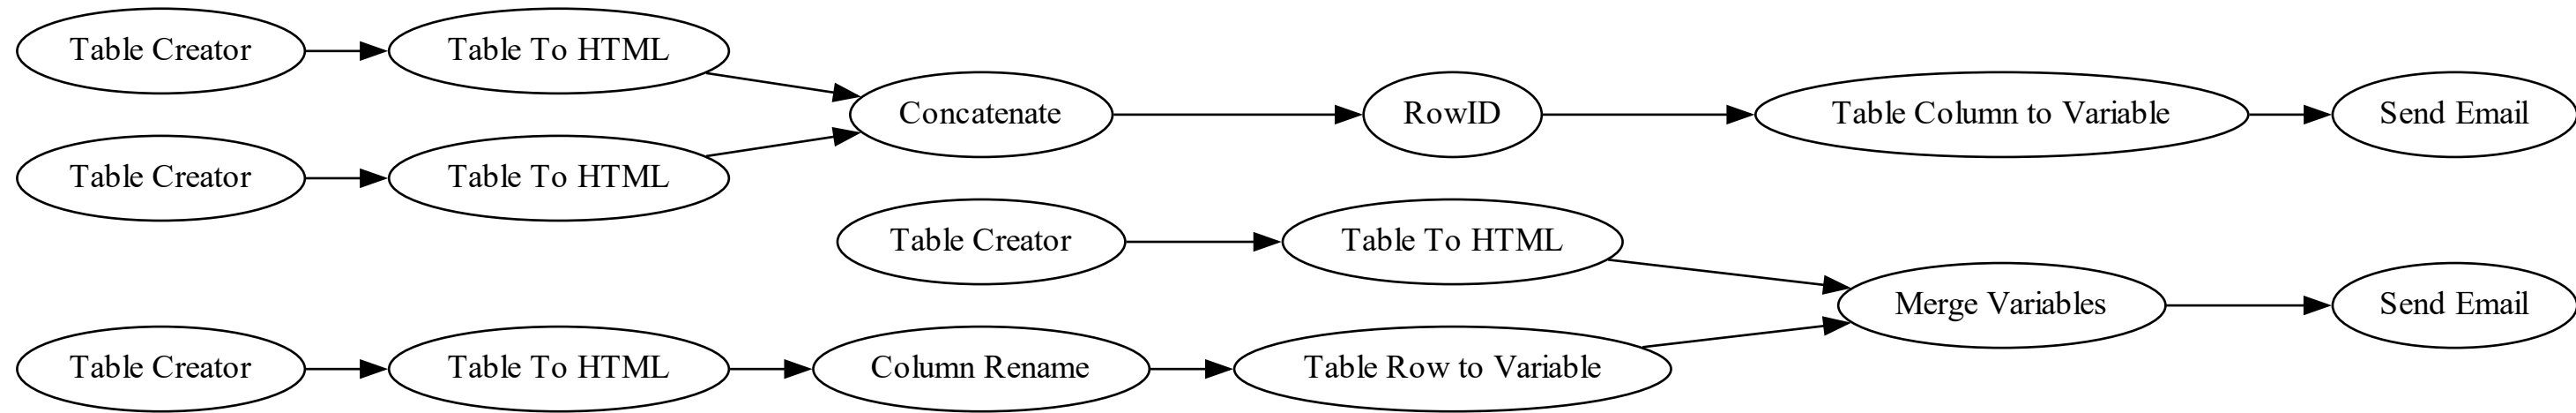 Table Creator
Table To HTML
Concatenate
RowID
Table Column to Variable
Send Email
Table Creator
Table To HTML
Table Creator
Table To HTML
Merge Variables
Send Email
Table Creator
Table To HTML
Column Rename
Table Row to Variable